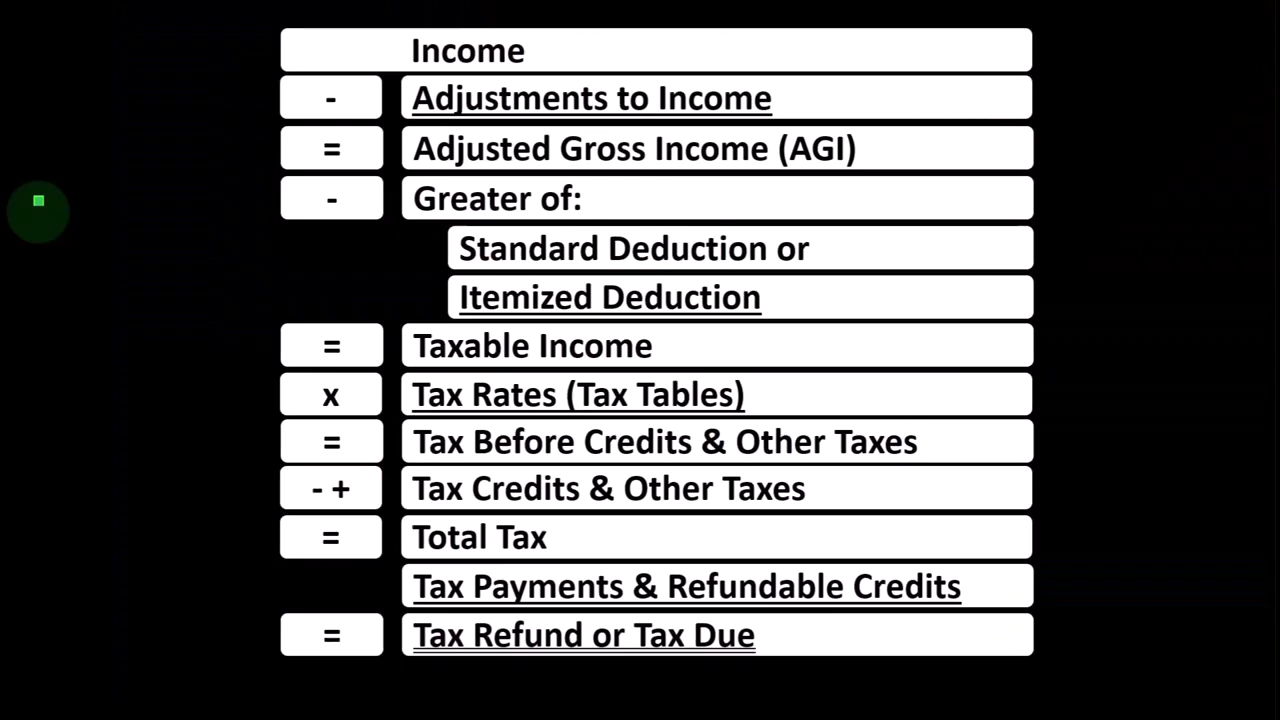 Income
- Adjustments to Income
= Adjusted Gross Income (AGI)
- Greater of:
Standard Deduction or
Itemized Deduction
= Taxable Income
x Tax Rates (Tax Tables)
= Tax Before Credits & Other Taxes
- + Tax Credits & Other Taxes
= Total Tax
Tax Payments & Refundable Credits
= Tax Refund or Tax Due